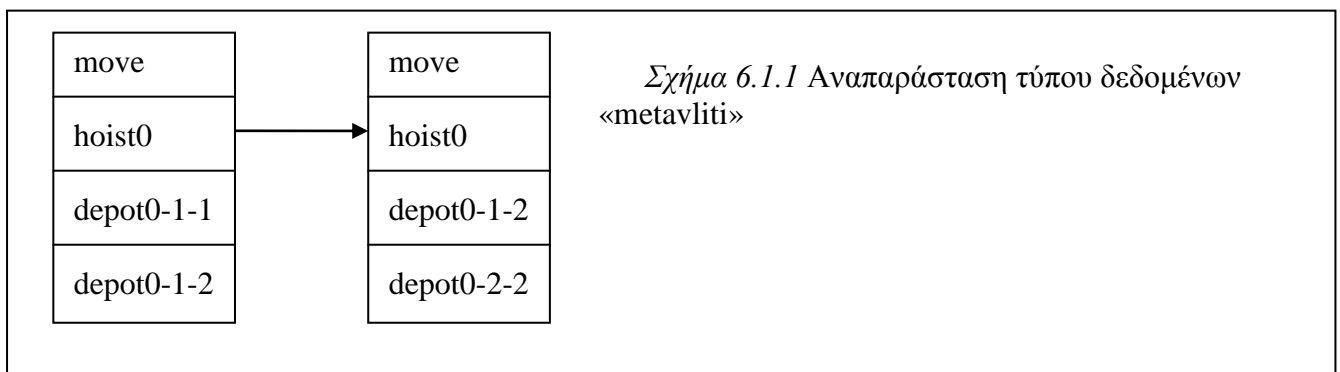 move
hoist0
depot0-1-1
depot0-1-2
move
hoist0
depot0-1-2
depot0-2-2
Σχήμα 6.1.1 Αναπαράσταση τύπου δεδομένων
«metavliti»